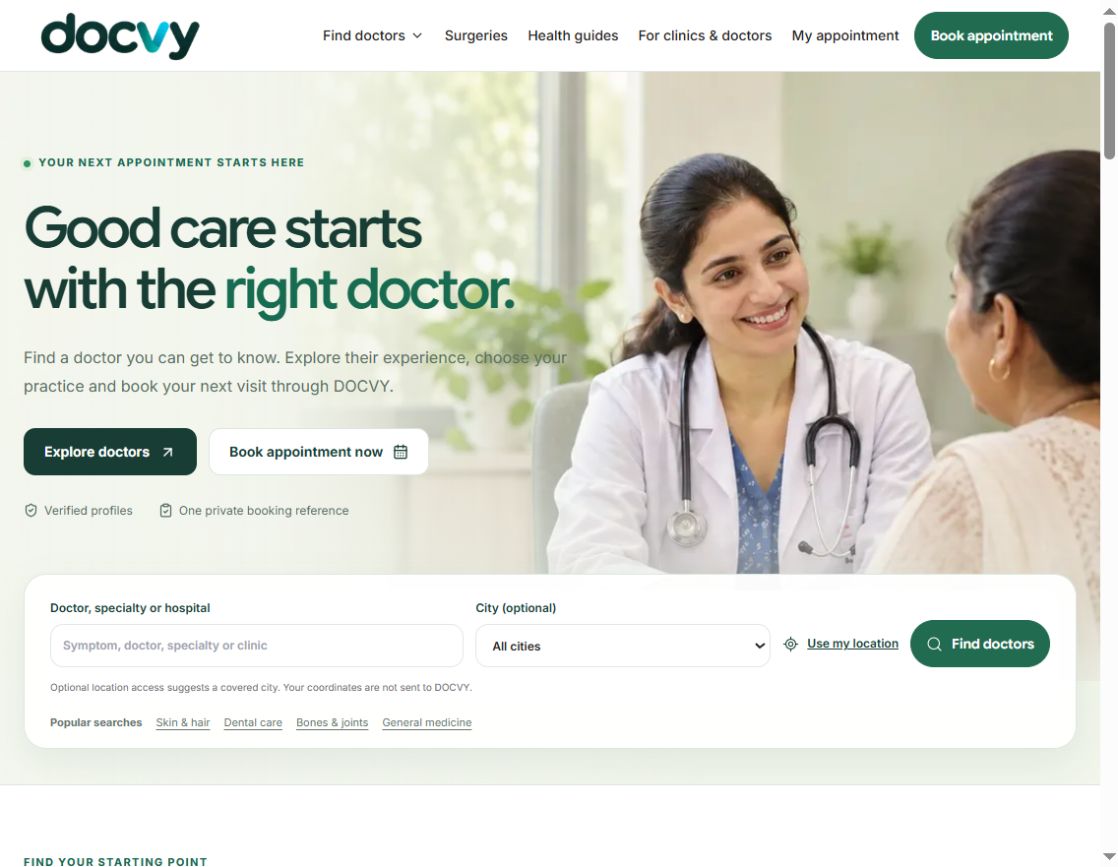 docvy
Find doctors
Surgeries
Health guides
For clinics & doctors
My appointment
Book appointment
YOUR NEXT APPOINTMENT STARTS HERE
Good care starts
with the right doctor.
Find a doctor you can get to know. Explore their experience, choose your
practice and book your next visit through DOCVY.
Explore doctors
Book appointment now
Verified profiles
One private booking reference
Doctor, specialty or hospital
City (optional)
Symptom, doctor, specialty or clinic
All cities
Use my location
Find doctors
Optional location access suggests a covered city. Your coordinates are not sent to DOCVY.
Popular searches
Skin & hair
Dental care
Bones & joints
General medicine
FIND YOUR STARTING POINT